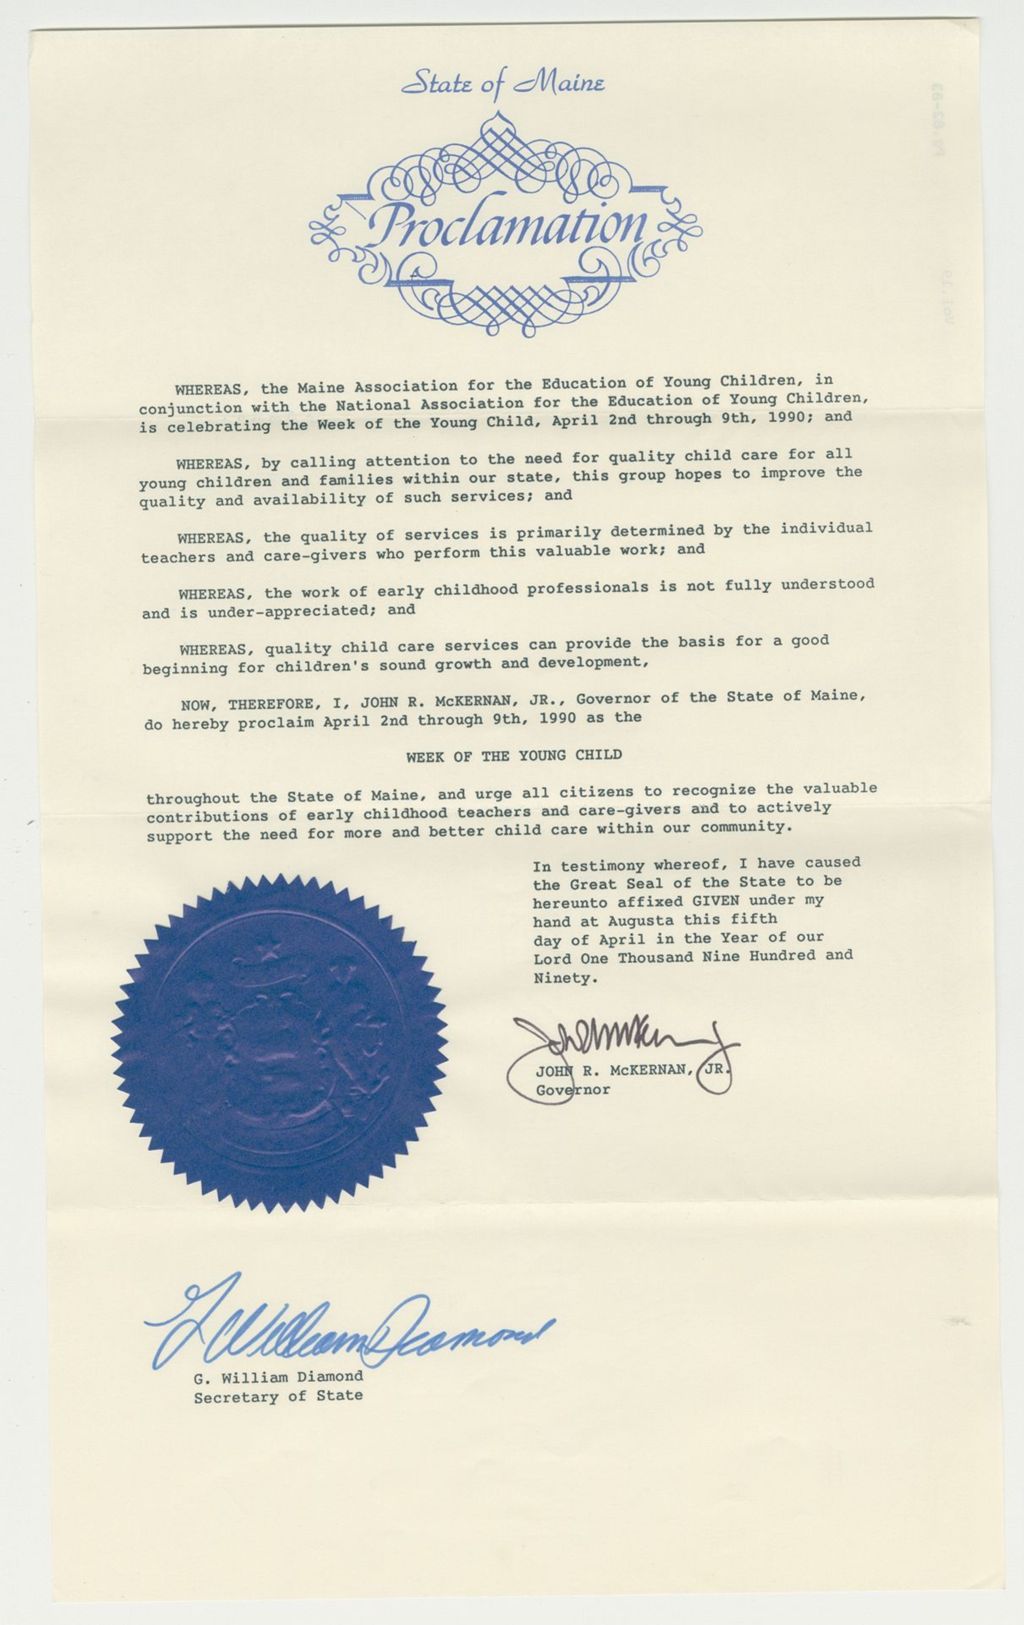 State of Maine
Proclamation
WHEREAS, the Maine Association for the Education of Young Children, in
conjunction with the National Association for the Education of Young Children,
is celebrating the Week of the Young Child, April 2nd through 9th, 1990; and
WHEREAS, by calling attention to the need for quality child care for all
young children and families within our state, this group hopes to improve the
quality and availability of such services; and
WHEREAS, the quality of services is primarily determined by the individual
teachers and care-givers who perform this valuable work; and
WHEREAS, the work of early childhood professionals is not fully understood
and is under-appreciated; and
WHEREAS, quality child care services can provide the basis for a good
beginning for children's sound growth and development,
NOW, THEREFORE, I, JOHN R. McKERNAN, JR., Governor of the State of Maine,
do hereby proclaim April 2nd through 9th, 1990 as the
WEEK OF THE YOUNG CHILD
throughout the State of Maine, and urge all citizens to recognize the valuable
contributions of early childhood teachers and care-givers and to actively
support the need for more and better child care within our community.
In testimony whereof, I have caused
the Great Seal of the State to be
hereunto affixed GIVEN under my
hand at Augusta this fifth
day of April in the Year of our
Lord One Thousand Nine Hundred and
Ninety.
JOHN R. McKERNAN, JR.
Governor
G William Diamond
G. William Diamond
Secretary of State